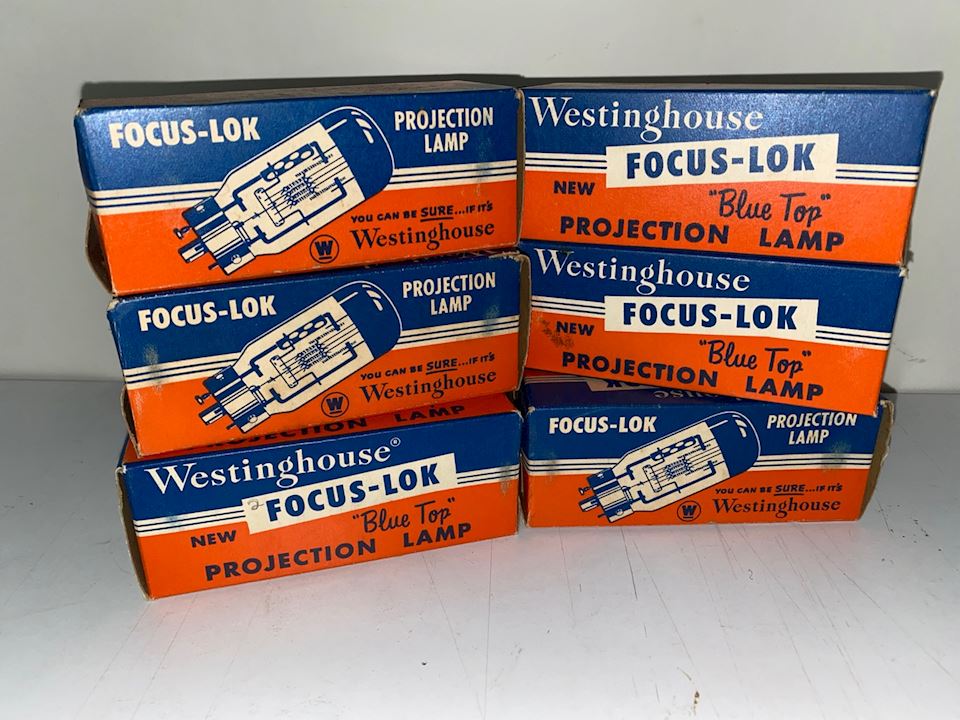 FOCUS-LOK
PROJECTION
LAMP
YOU CAN BE SURE...IF IT'S
W
Westinghouse
Westinghouse
FOCUS-LOK
NEW
"Blue Top"
PROJECTION LAMP
FOCUS-LOK
PROJECTION
LAMP
YOU CAN BE SURE...IF IT'S
W
Westinghouse
Westinghouse
FOCUS-LOK
NEW
"Blue Top"
PROJECTION LAMP
PROJECTION LAMP
Westinghouse®
2 FOCUS-LOK
NEW
"Blue Top"
PROJECTION LAMP
FOCUS-LOK
PROJECTION
LAMP
YOU CAN BE SURE...IF IT'S
W
Westinghouse